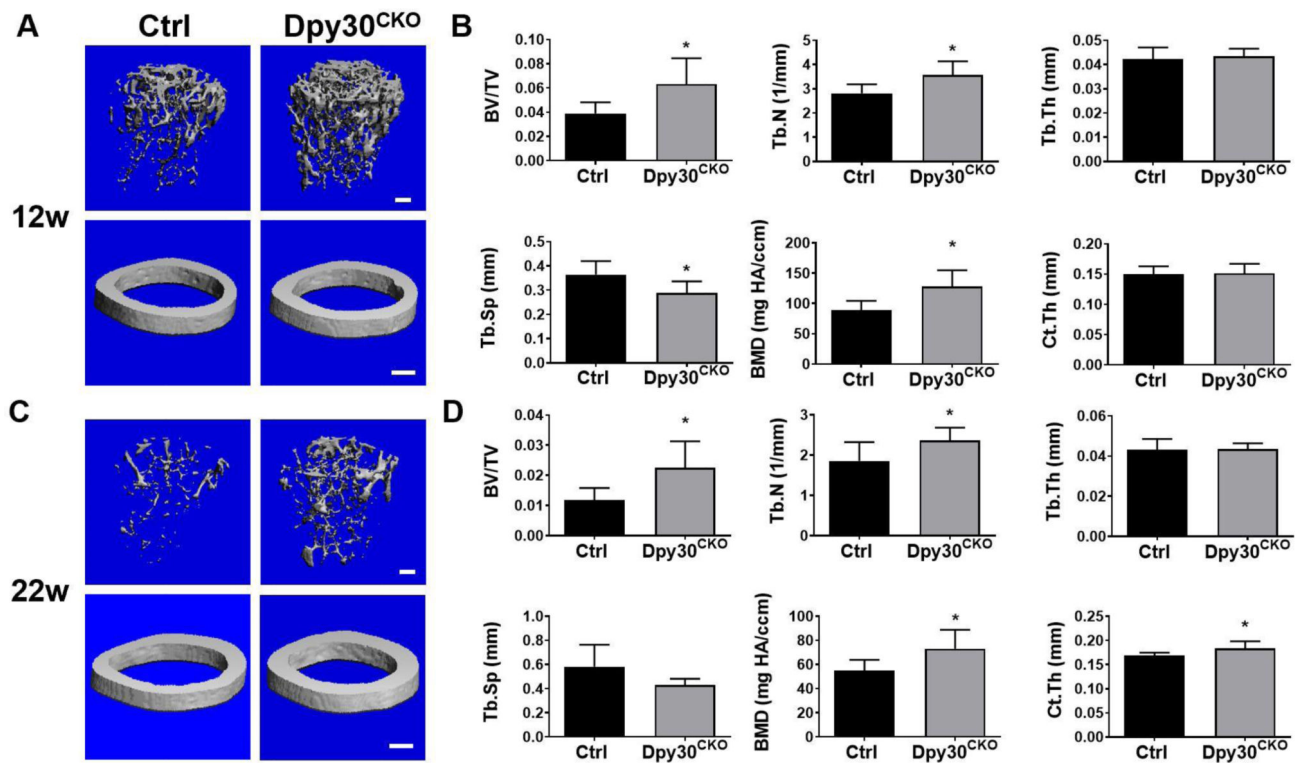 A
Ctrl
Dpy30CKO
12w
B
BV/TV
0.10
0.08
0.06
0.04
0.02
0.00
*
Ctrl
Dpy30CKO
Tb.N (1/mm)
5
4
3
2
1
0
*
Ctrl
Dpy30CKO
Tb.Th (mm)
0.05
0.04
0.03
0.02
0.01
0.00
Ctrl
Dpy30CKO
Tb.Sp (mm)
0.5
0.4
0.3
0.2
0.1
0.0
*
Ctrl
Dpy30CKO
BMD (mg HA/ccm)
200
150
100
50
0
*
Ctrl
Dpy30CKO
Ct.Th (mm)
0.20
0.15
0.10
0.05
0.00
Ctrl
Dpy30CKO
C
22w
D
BV/TV
0.04
0.03
0.02
0.01
0.00
*
Ctrl
Dpy30CKO
Tb.N (1/mm)
3
2
1
0
*
Ctrl
Dpy30CKO
Tb.Th (mm)
0.06
0.04
0.02
0.00
Ctrl
Dpy30CKO
Tb.Sp (mm)
1.0
0.8
0.6
0.4
0.2
0.0
Ctrl
Dpy30CKO
BMD (mg HA/ccm)
100
80
60
40
20
0
*
Ctrl
Dpy30CKO
Ct.Th (mm)
0.25
0.20
0.15
0.10
0.05
0.00
*
Ctrl
Dpy30CKO